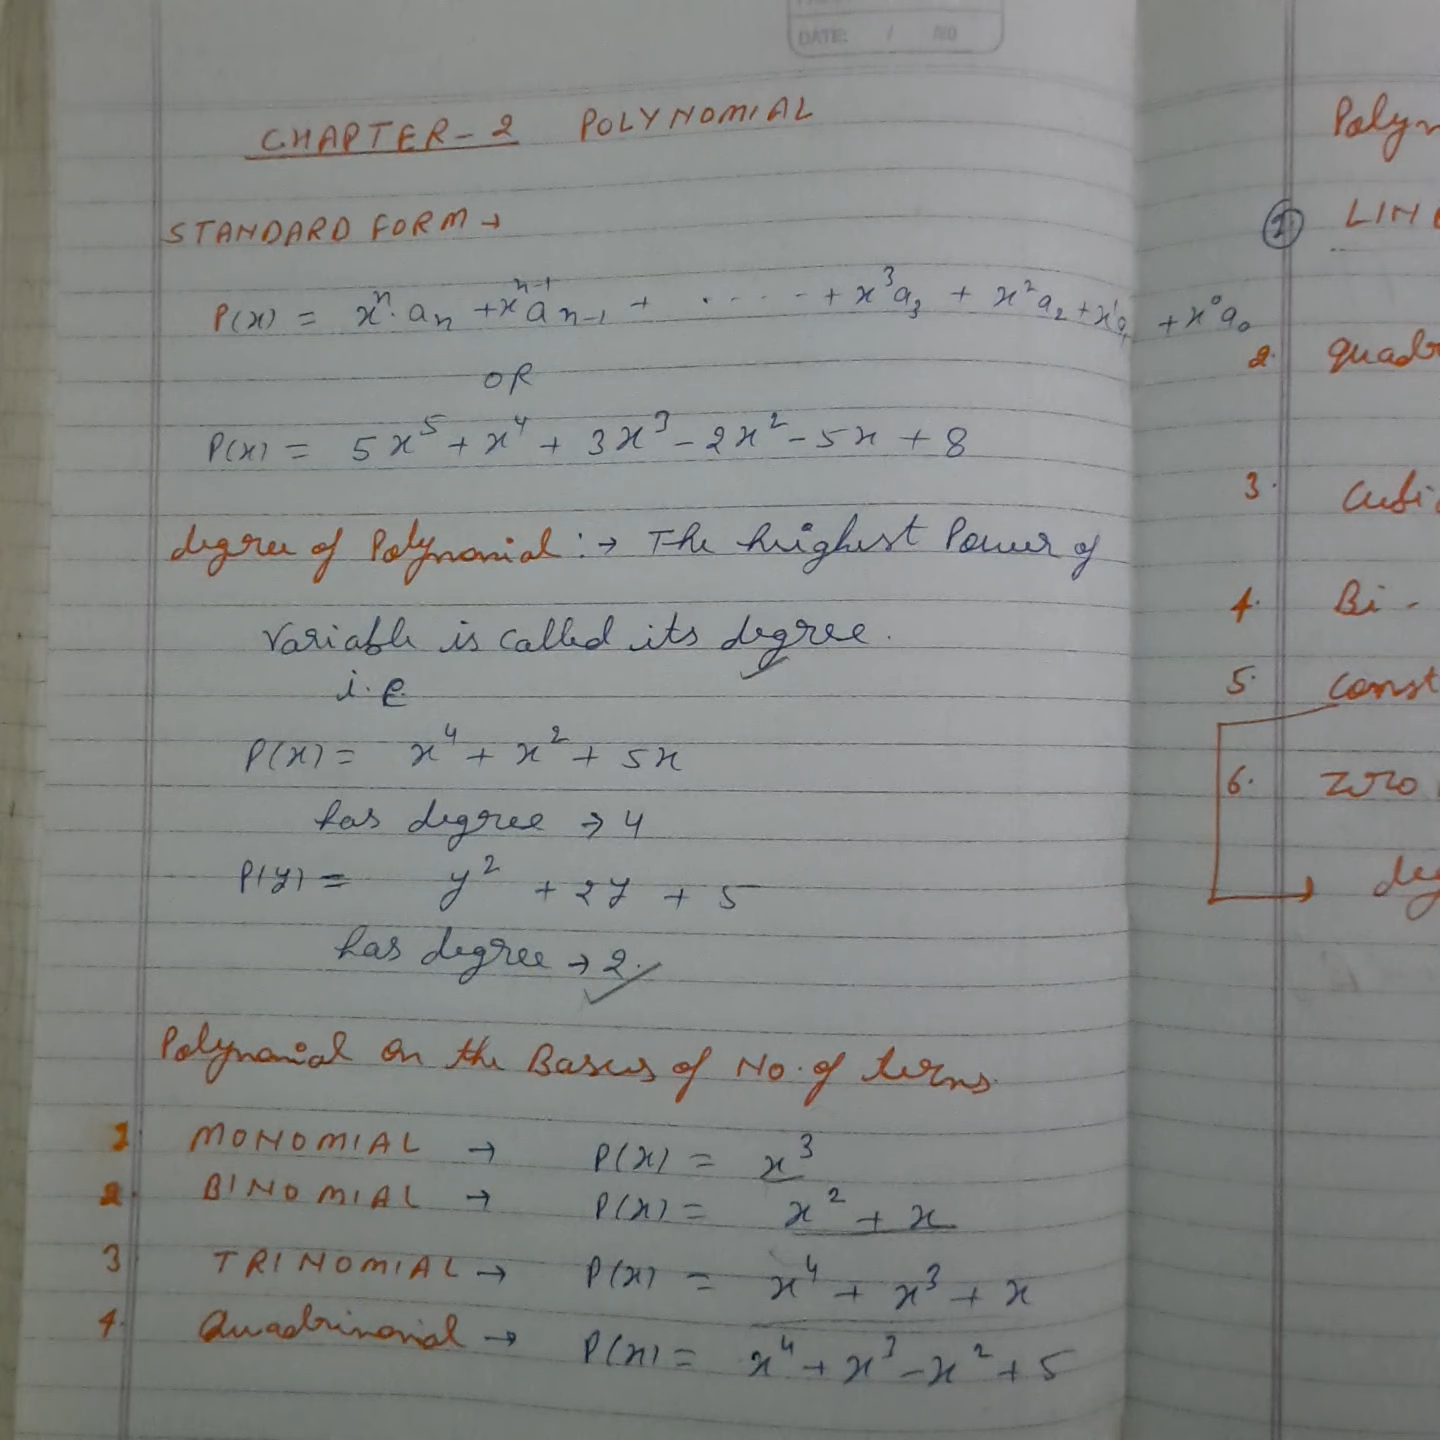 DATE: / NO
CHAPTER-2 POLYNOMIAL
STANDARD FORM →
P(x) = xⁿ·aₙ + xⁿ⁻¹aₙ₋₁ + ..... + x³a₃ + x²a₂ + x¹a₁ + x⁰a₀
OR
P(x) = 5x⁵ + x⁴ + 3x³ - 2x² - 5x + 8
degree of Polynomial :→ The highest Power of
variable is called its degree.
i.e.
P(x) = x⁴ + x² + 5x
has degree → 4
P(y) = y² + 2y + 5
has degree → 2.
Polynomial on the Bases of No. of terms
1 MONOMIAL → P(x) = x³
2 BINOMIAL → P(x) = x² + x
3 TRINOMIAL → P(x) = x⁴ + x³ + x
4. Quadrinomial → P(x) = x⁴ + x³ - x² + 5
Polyn
1 LINE
2. quadr
3. Cubi
4. Bi-
5. Const
6. Zero
deg